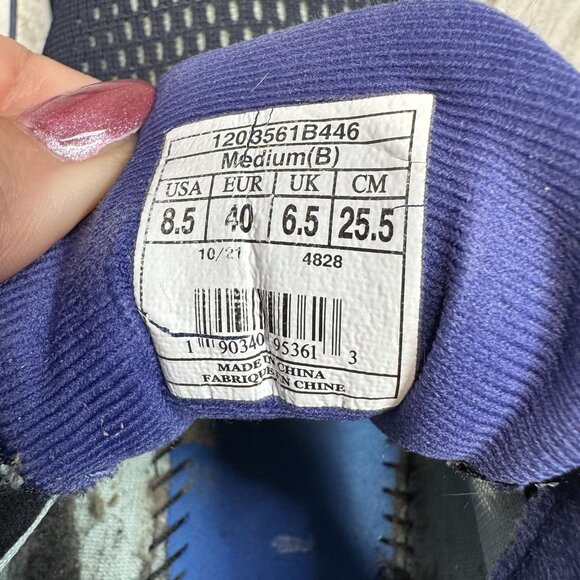 1203561B446
Medium(B)
USA EUR UK CM
8.5 40 6.5 25.5
10/21 4828
1 90340 95361 3
MADE IN CHINA
FABRIQUE IN CHINE